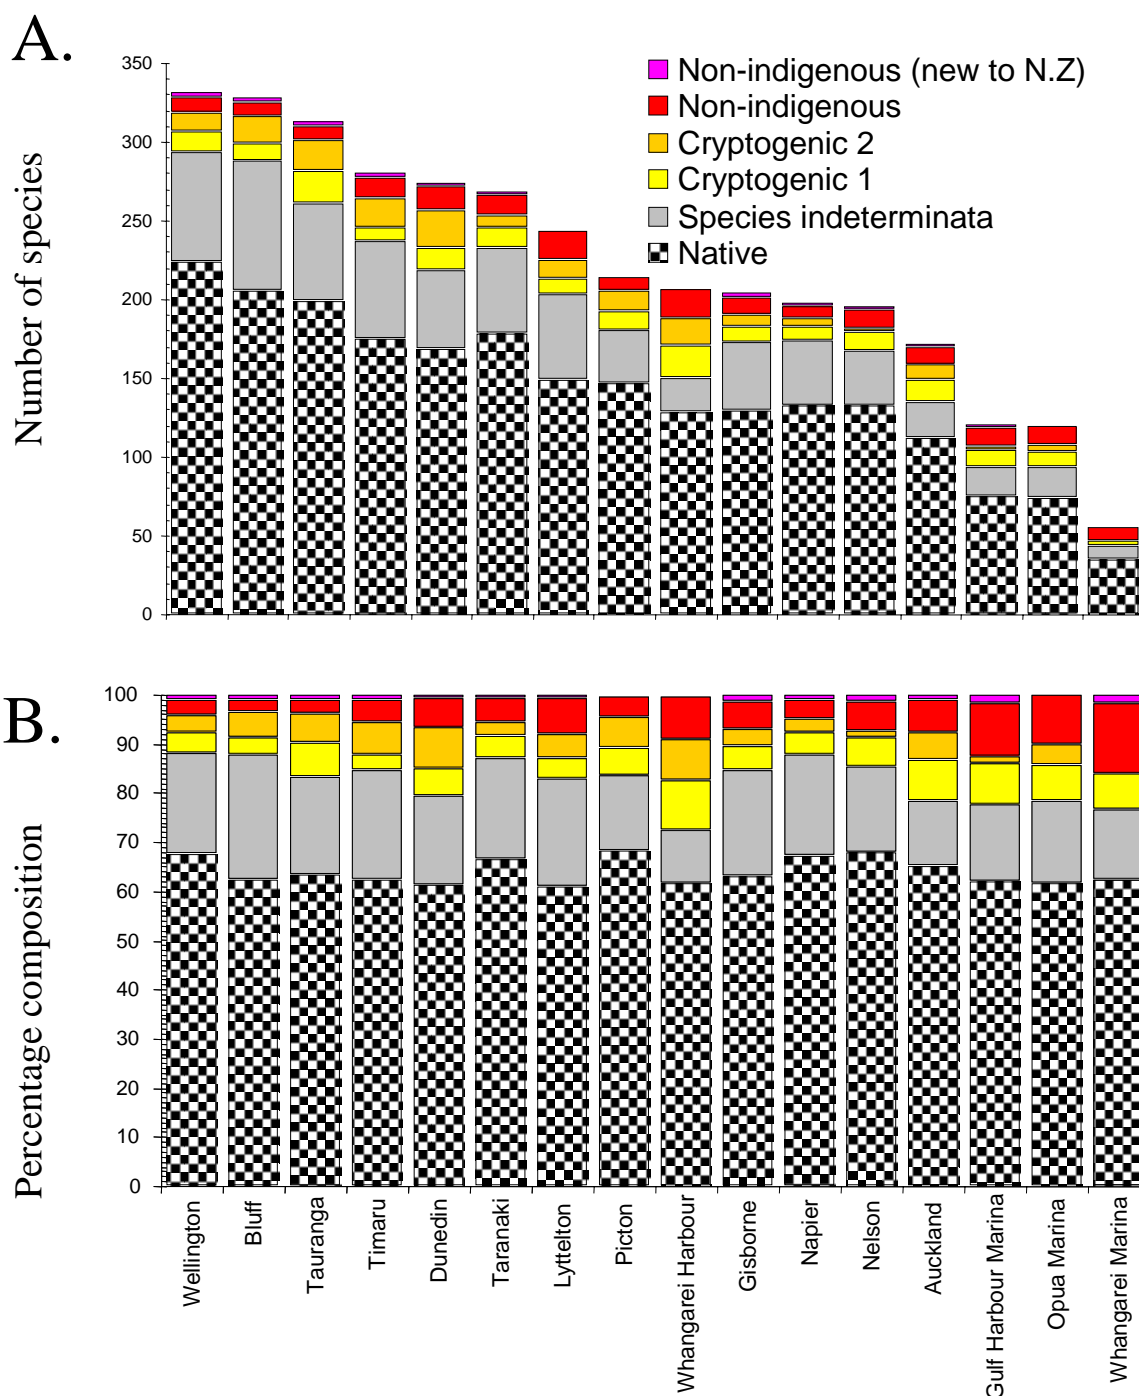 A.
Number of species
350
300
250
200
150
100
50
0
Non-indigenous (new to N.Z)
Non-indigenous
Cryptogenic 2
Cryptogenic 1
Species indeterminata
Native
B.
Percentage composition
100
90
80
70
60
50
40
30
20
10
0
Wellington
Bluff
Tauranga
Timaru
Dunedin
Taranaki
Lyttelton
Picton
Whangarei Harbour
Gisborne
Napier
Nelson
Auckland
Gulf Harbour Marina
Opua Marina
Whangarei Marina